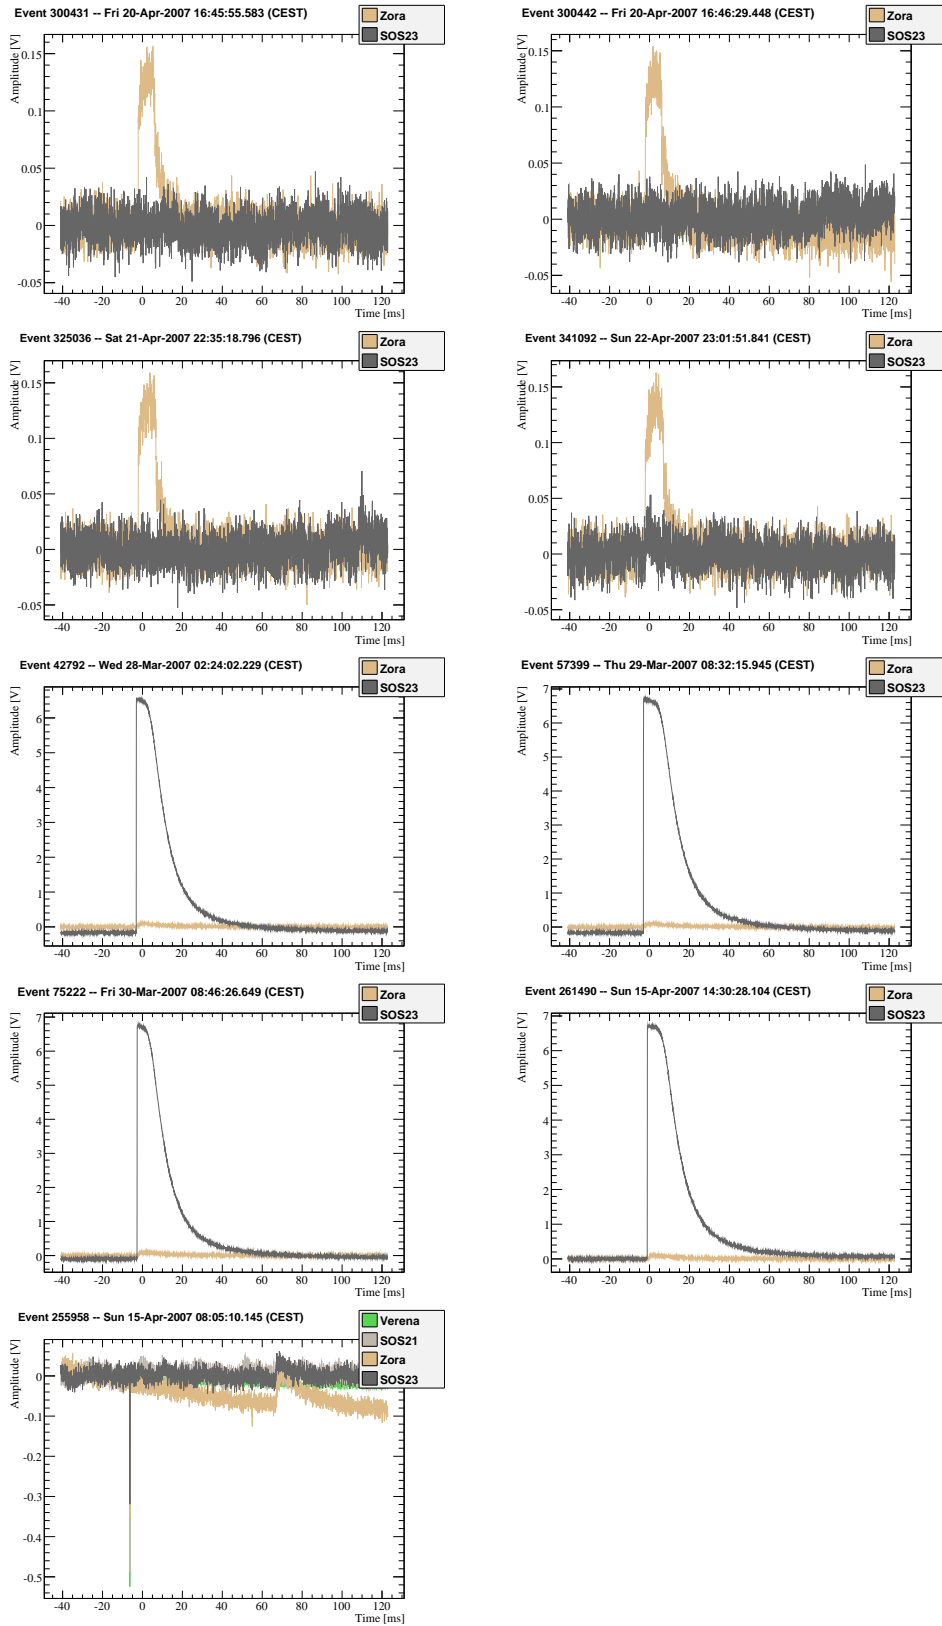 Event 300431 -- Fri 20-Apr-2007 16:45:55.583 (CEST)
Zora
SOS23
Amplitude [V]
0.15
0.1
0.05
0
-0.05
-40 -20 0 20 40 60 80 100 120
Time [ms]
Event 300442 -- Fri 20-Apr-2007 16:46:29.448 (CEST)
Zora
SOS23
Amplitude [V]
0.15
0.1
0.05
0
-0.05
-40 -20 0 20 40 60 80 100 120
Time [ms]
Event 325036 -- Sat 21-Apr-2007 22:35:18.796 (CEST)
Zora
SOS23
Amplitude [V]
0.15
0.1
0.05
0
-0.05
-40 -20 0 20 40 60 80 100 120
Time [ms]
Event 341092 -- Sun 22-Apr-2007 23:01:51.841 (CEST)
Zora
SOS23
Amplitude [V]
0.15
0.1
0.05
0
-0.05
-40 -20 0 20 40 60 80 100 120
Time [ms]
Event 42792 -- Wed 28-Mar-2007 02:24:02.229 (CEST)
Zora
SOS23
Amplitude [V]
6
5
4
3
2
1
0
-40 -20 0 20 40 60 80 100 120
Time [ms]
Event 57399 -- Thu 29-Mar-2007 08:32:15.945 (CEST)
Zora
SOS23
Amplitude [V]
7
6
5
4
3
2
1
0
-40 -20 0 20 40 60 80 100 120
Time [ms]
Event 75222 -- Fri 30-Mar-2007 08:46:26.649 (CEST)
Zora
SOS23
Amplitude [V]
7
6
5
4
3
2
1
0
-40 -20 0 20 40 60 80 100 120
Time [ms]
Event 261490 -- Sun 15-Apr-2007 14:30:28.104 (CEST)
Zora
SOS23
Amplitude [V]
7
6
5
4
3
2
1
0
-40 -20 0 20 40 60 80 100 120
Time [ms]
Event 255958 -- Sun 15-Apr-2007 08:05:10.145 (CEST)
Verena
SOS21
Zora
SOS23
Amplitude [V]
0
-0.1
-0.2
-0.3
-0.4
-0.5
-40 -20 0 20 40 60 80 100 120
Time [ms]